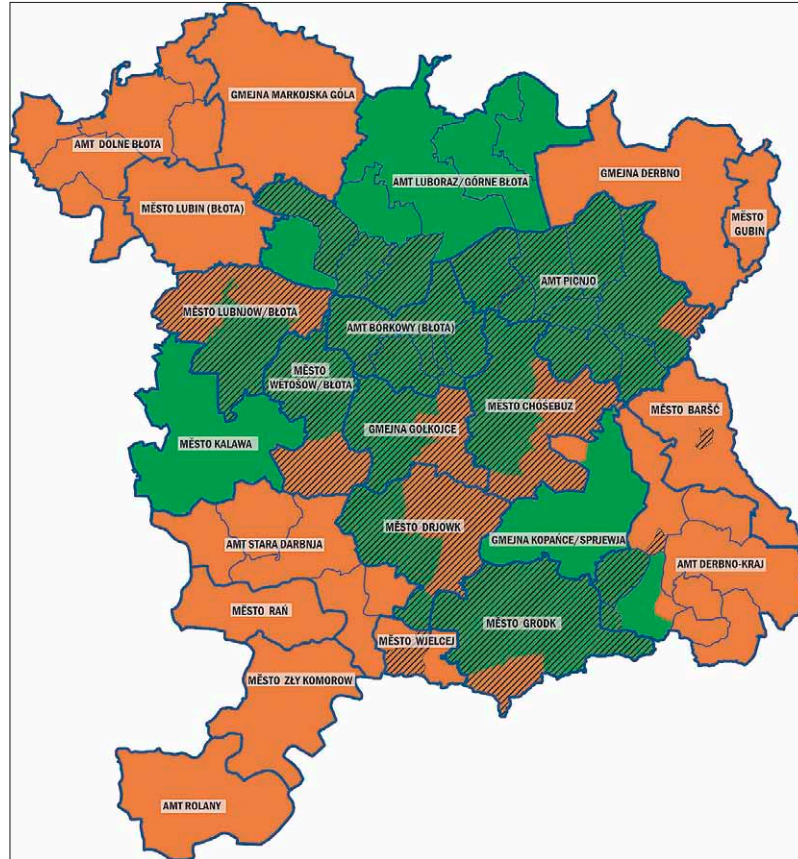 GMEJNA MARKOJSKA GÓLA
AMT DOLNE BŁOTA
AMT LUBORAZ/GÓRNE BŁOTA
GMEJNA DERBNO
MĚSTO LUBIN (BŁOTA)
MĚSTO
GUBIN
AMT PICNJO
MĚSTO LUBNJOW/BŁOTA
AMT BÓRKOWY (BŁOTA)
MĚSTO
WĚTOŠOW/BŁOTA
MĚSTO CHÓŚEBUZ
MĚSTO BARŠĆ
GMEJNA GOŁKOJCE
MĚSTO KALAWA
MĚSTO DRJOWK
GMEJNA KOPAŃCE/SPRJEWJA
AMT STARA DARBNJA
AMT DERBNO-KRAJ
MĚSTO RAŃ
MĚSTO GRODK
MĚSTO WJELCEJ
MĚSTO ZŁY KOMOROW
AMT ROLANY